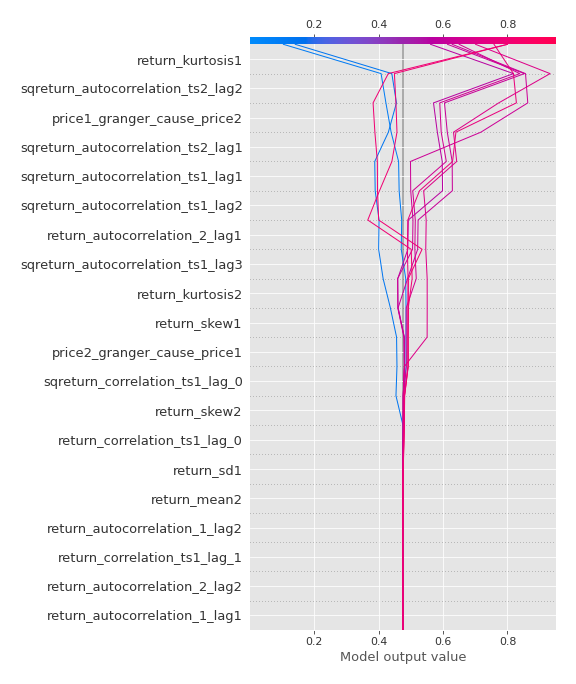 0.2 0.4 0.6 0.8
return_kurtosis1
sqreturn_autocorrelation_ts2_lag2
price1_granger_cause_price2
sqreturn_autocorrelation_ts2_lag1
sqreturn_autocorrelation_ts1_lag1
sqreturn_autocorrelation_ts1_lag2
return_autocorrelation_2_lag1
sqreturn_autocorrelation_ts1_lag3
return_kurtosis2
return_skew1
price2_granger_cause_price1
sqreturn_correlation_ts1_lag_0
return_skew2
return_correlation_ts1_lag_0
return_sd1
return_mean2
return_autocorrelation_1_lag2
return_correlation_ts1_lag_1
return_autocorrelation_2_lag2
return_autocorrelation_1_lag1
0.2 0.4 0.6 0.8
Model output value